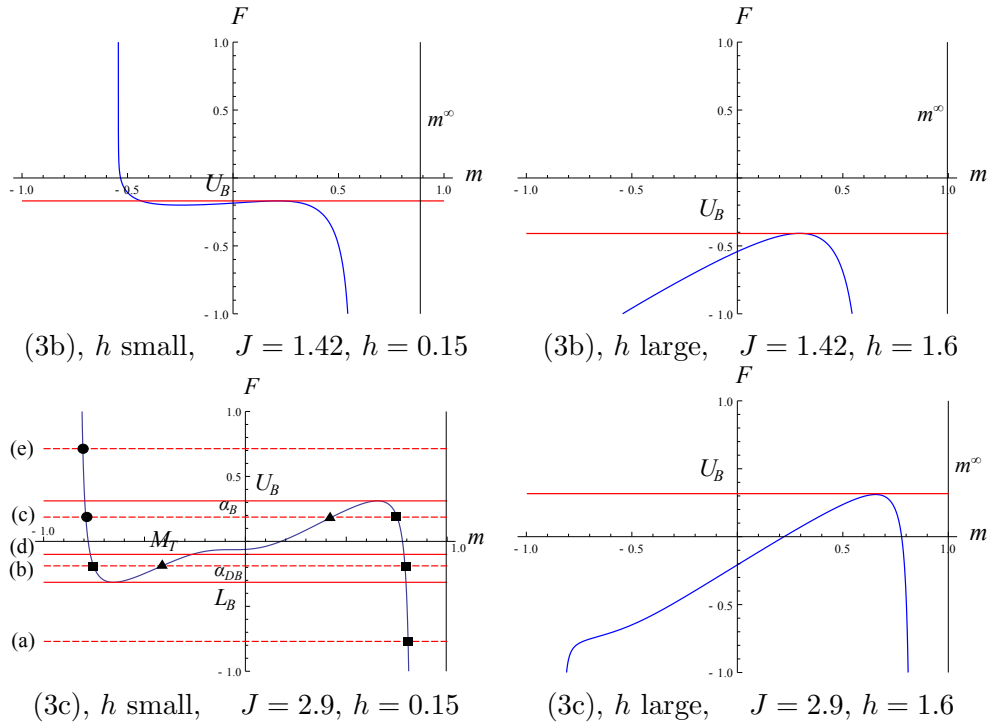 F
1.0
0.5
m^∞
- 1.0
- 0.5
0.5
1.0
m
U_B
- 0.5
- 1.0
(3b), h small, J = 1.42, h = 0.15
F
1.0
0.5
m^∞
- 1.0
- 0.5
0.5
1.0
m
U_B
- 0.5
- 1.0
(3b), h large, J = 1.42, h = 1.6
F
1.0
(e)
0.5
U_B
(c)
α_B
- 1.0
M_T
1.0
m
(d)
(b)
α_DB
L_B
- 0.5
(a)
- 1.0
(3c), h small, J = 2.9, h = 0.15
F
1.0
0.5
U_B
m^∞
- 1.0
- 0.5
0.5
1.0
m
- 0.5
- 1.0
(3c), h large, J = 2.9, h = 1.6